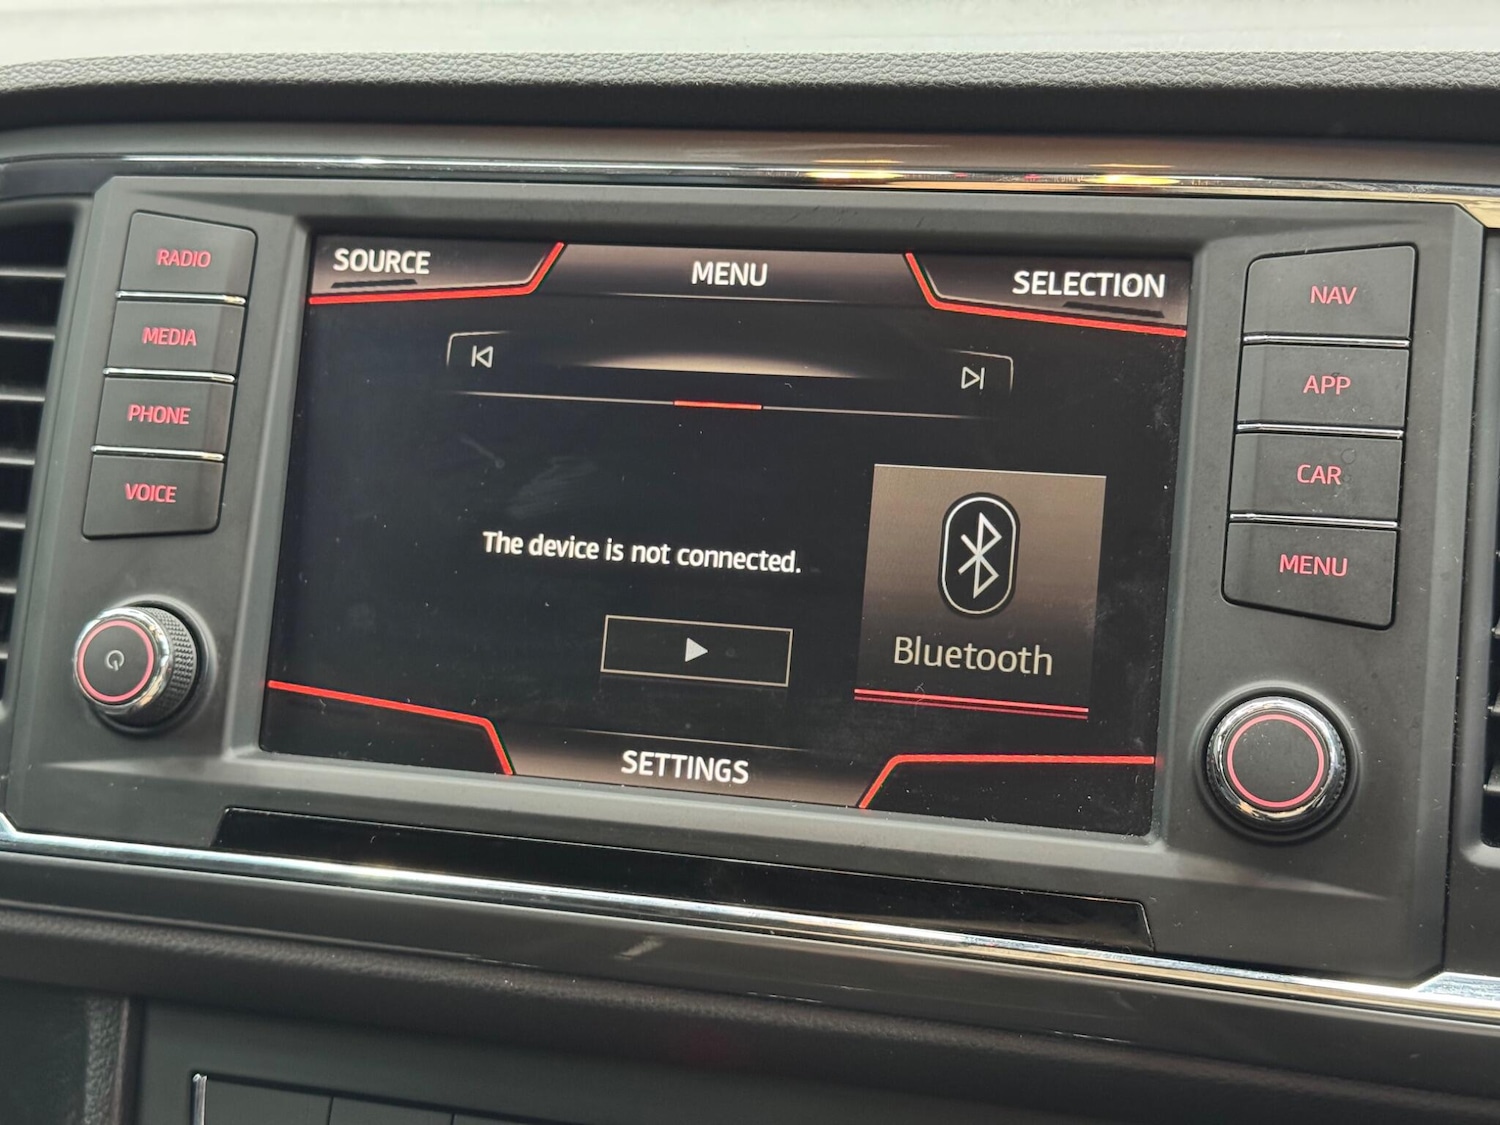 RADIO
MEDIA
PHONE
VOICE
SOURCE
MENU
SELECTION
The device is not connected.
Bluetooth
SETTINGS
NAV
APP
CAR
MENU